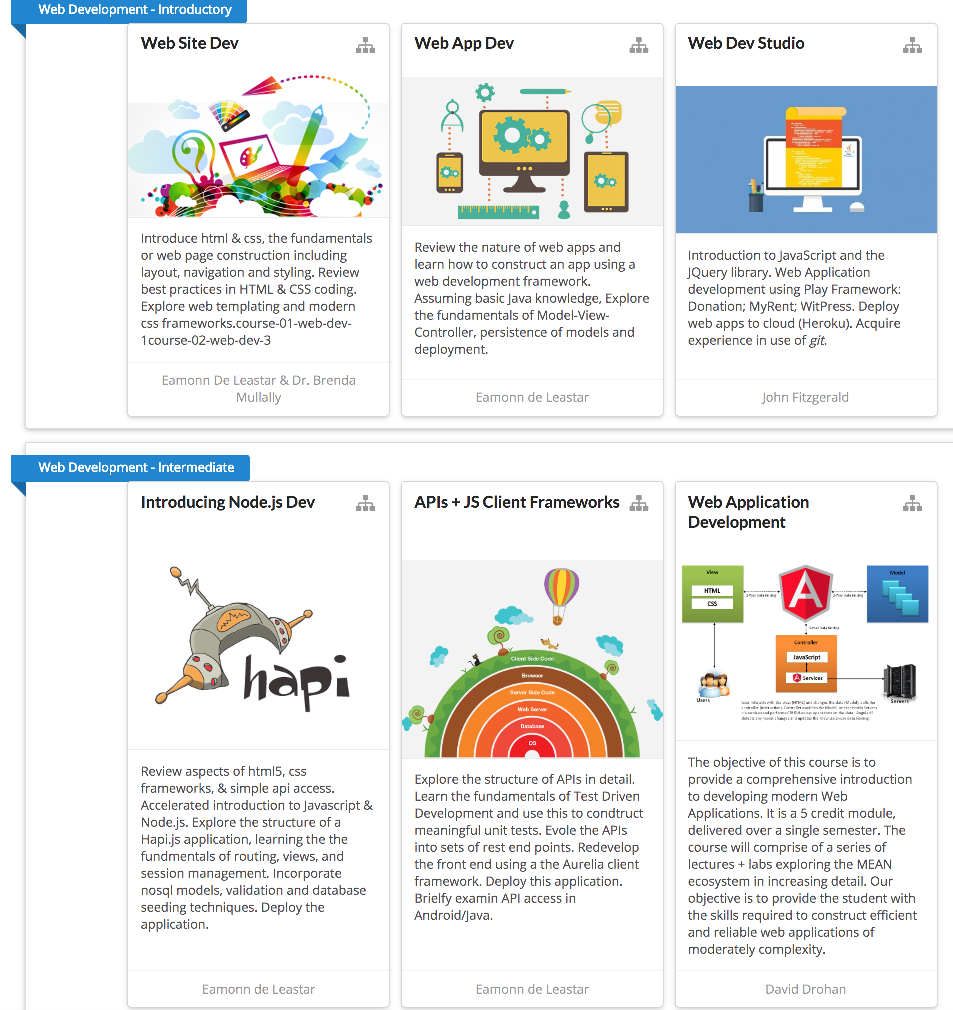 Web Development - Introductory
Web Site Dev
Introduce html & css, the fundamentals
or web page construction including
layout, navigation and styling. Review
best practices in HTML & CSS coding.
Explore web templating and modern
css frameworks.course-01-web-dev-
1course-02-web-dev-3
Eamonn De Leastar & Dr. Brenda
Mullally
Web App Dev
Review the nature of web apps and
learn how to construct an app using a
web development framework.
Assuming basic Java knowledge, Explore
the fundamentals of Model-View-
Controller, persistence of models and
deployment.
Eamonn de Leastar
Web Dev Studio
Introduction to JavaScript and the
JQuery library. Web Application
development using Play Framework:
Donation; MyRent; WitPress. Deploy
web apps to cloud (Heroku). Acquire
experience in use of git.
John Fitzgerald
Web Development - Intermediate
Introducing Node.js Dev
hapi
Review aspects of html5, css
frameworks, & simple api access.
Accelerated introduction to Javascript &
Node.js. Explore the structure of a
Hapi.js application, learning the the
fundmentals of routing, views, and
session management. Incorporate
nosql models, validation and database
seeding techniques. Deploy the
application.
Eamonn de Leastar
APIs + JS Client Frameworks
Client Side Code
Browser
Server Side Code
Web Server
Database
OS
Explore the structure of APIs in detail.
Learn the fundamentals of Test Driven
Development and use this to condtruct
meaningful unit tests. Evole the APIs
into sets of rest end points. Redevelop
the front end using a the Aurelia client
framework. Deploy this application.
Brielfy examin API access in
Android/Java.
Eamonn de Leastar
Web Application
Development
View
HTML
CSS
2-Way Data Binding
A
2-Way Data Binding
Model
2-Way Data Binding
Controller
JavaScript
Services
Users
Servers
The objective of this course is to
provide a comprehensive introduction
to developing modern Web
Applications. It is a 5 credit module,
delivered over a single semester. The
course will comprise of a series of
lectures + labs exploring the MEAN
ecosystem in increasing detail. Our
objective is to provide the student with
the skills required to construct efficient
and reliable web applications of
moderately complexity.
David Drohan